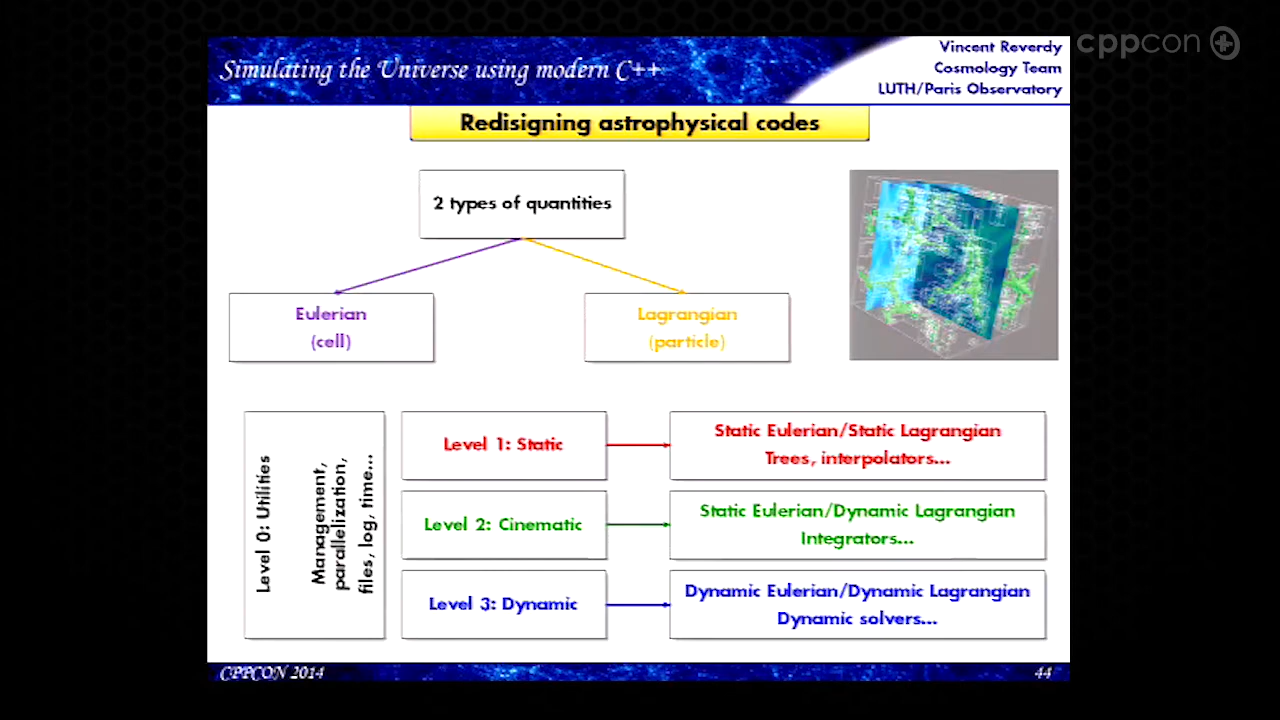 cppcon
Simulating the Universe using modern C++
Vincent Reverdy
Cosmology Team
LUTH/Paris Observatory
Redisigning astrophysical codes
2 types of quantities
Eulerian
(cell)
Lagrangian
(particle)
Level 0: Utilities
Management,
parallelization,
files, log, time...
Level 1: Static
Static Eulerian/Static Lagrangian
Trees, interpolators...
Level 2: Cinematic
Static Eulerian/Dynamic Lagrangian
Integrators...
Level 3: Dynamic
Dynamic Eulerian/Dynamic Lagrangian
Dynamic solvers...
CPPCON 2014
44